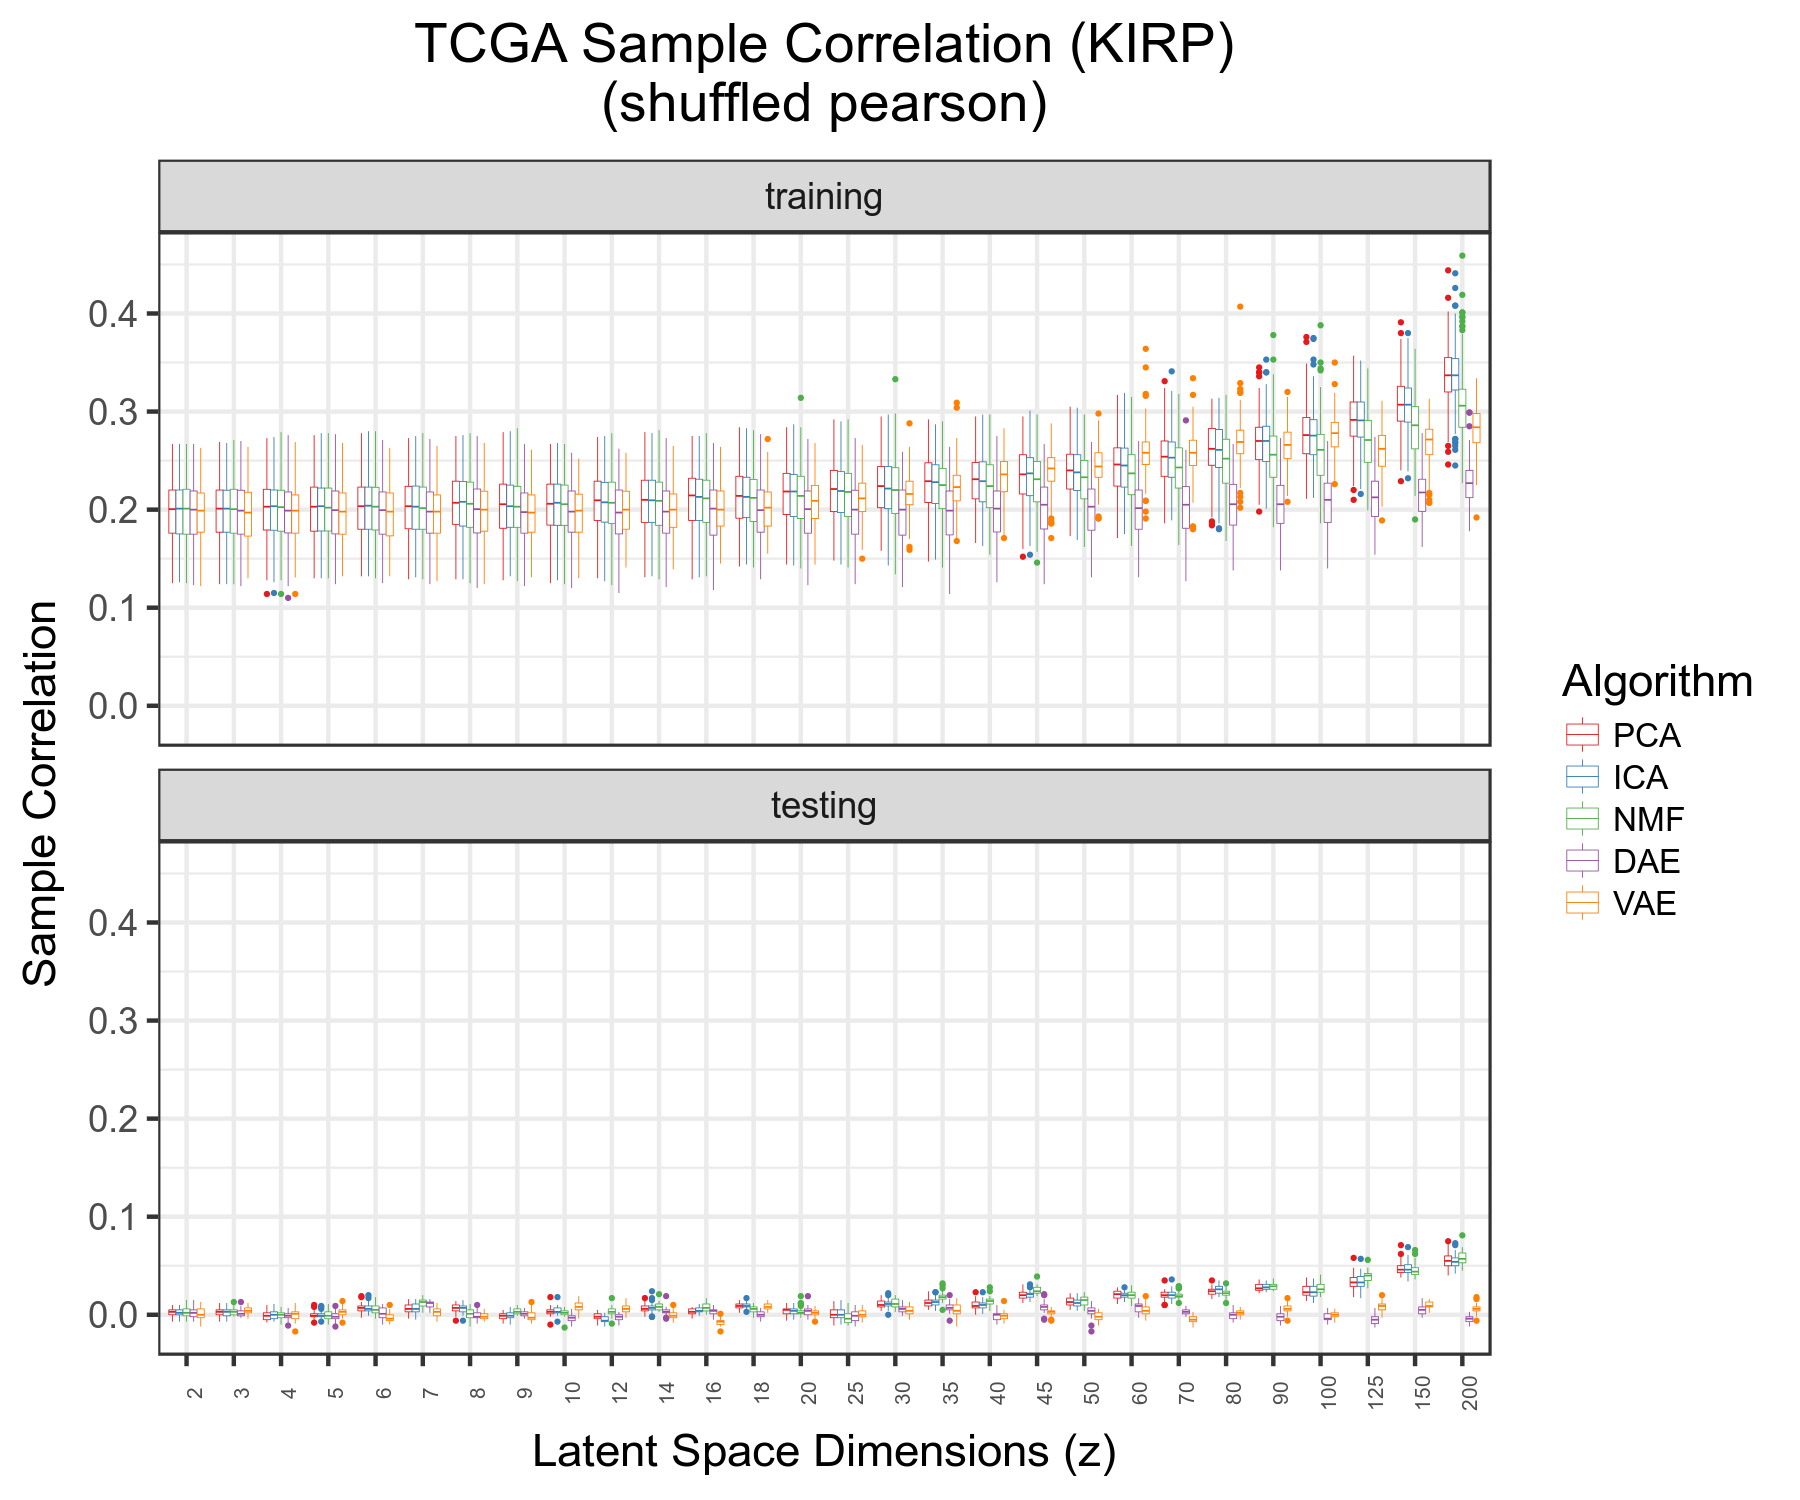 TCGA Sample Correlation (KIRP)
(shuffled pearson)
training
0.4
0.3
0.2
0.1
0.0
testing
0.4
0.3
0.2
0.1
0.0
Sample Correlation
2 3 4 5 6 7 8 9 10 12 14 16 18 20 25 30 35 40 45 50 60 70 80 90 100 125 150 200
Latent Space Dimensions (z)
Algorithm
PCA
ICA
NMF
DAE
VAE